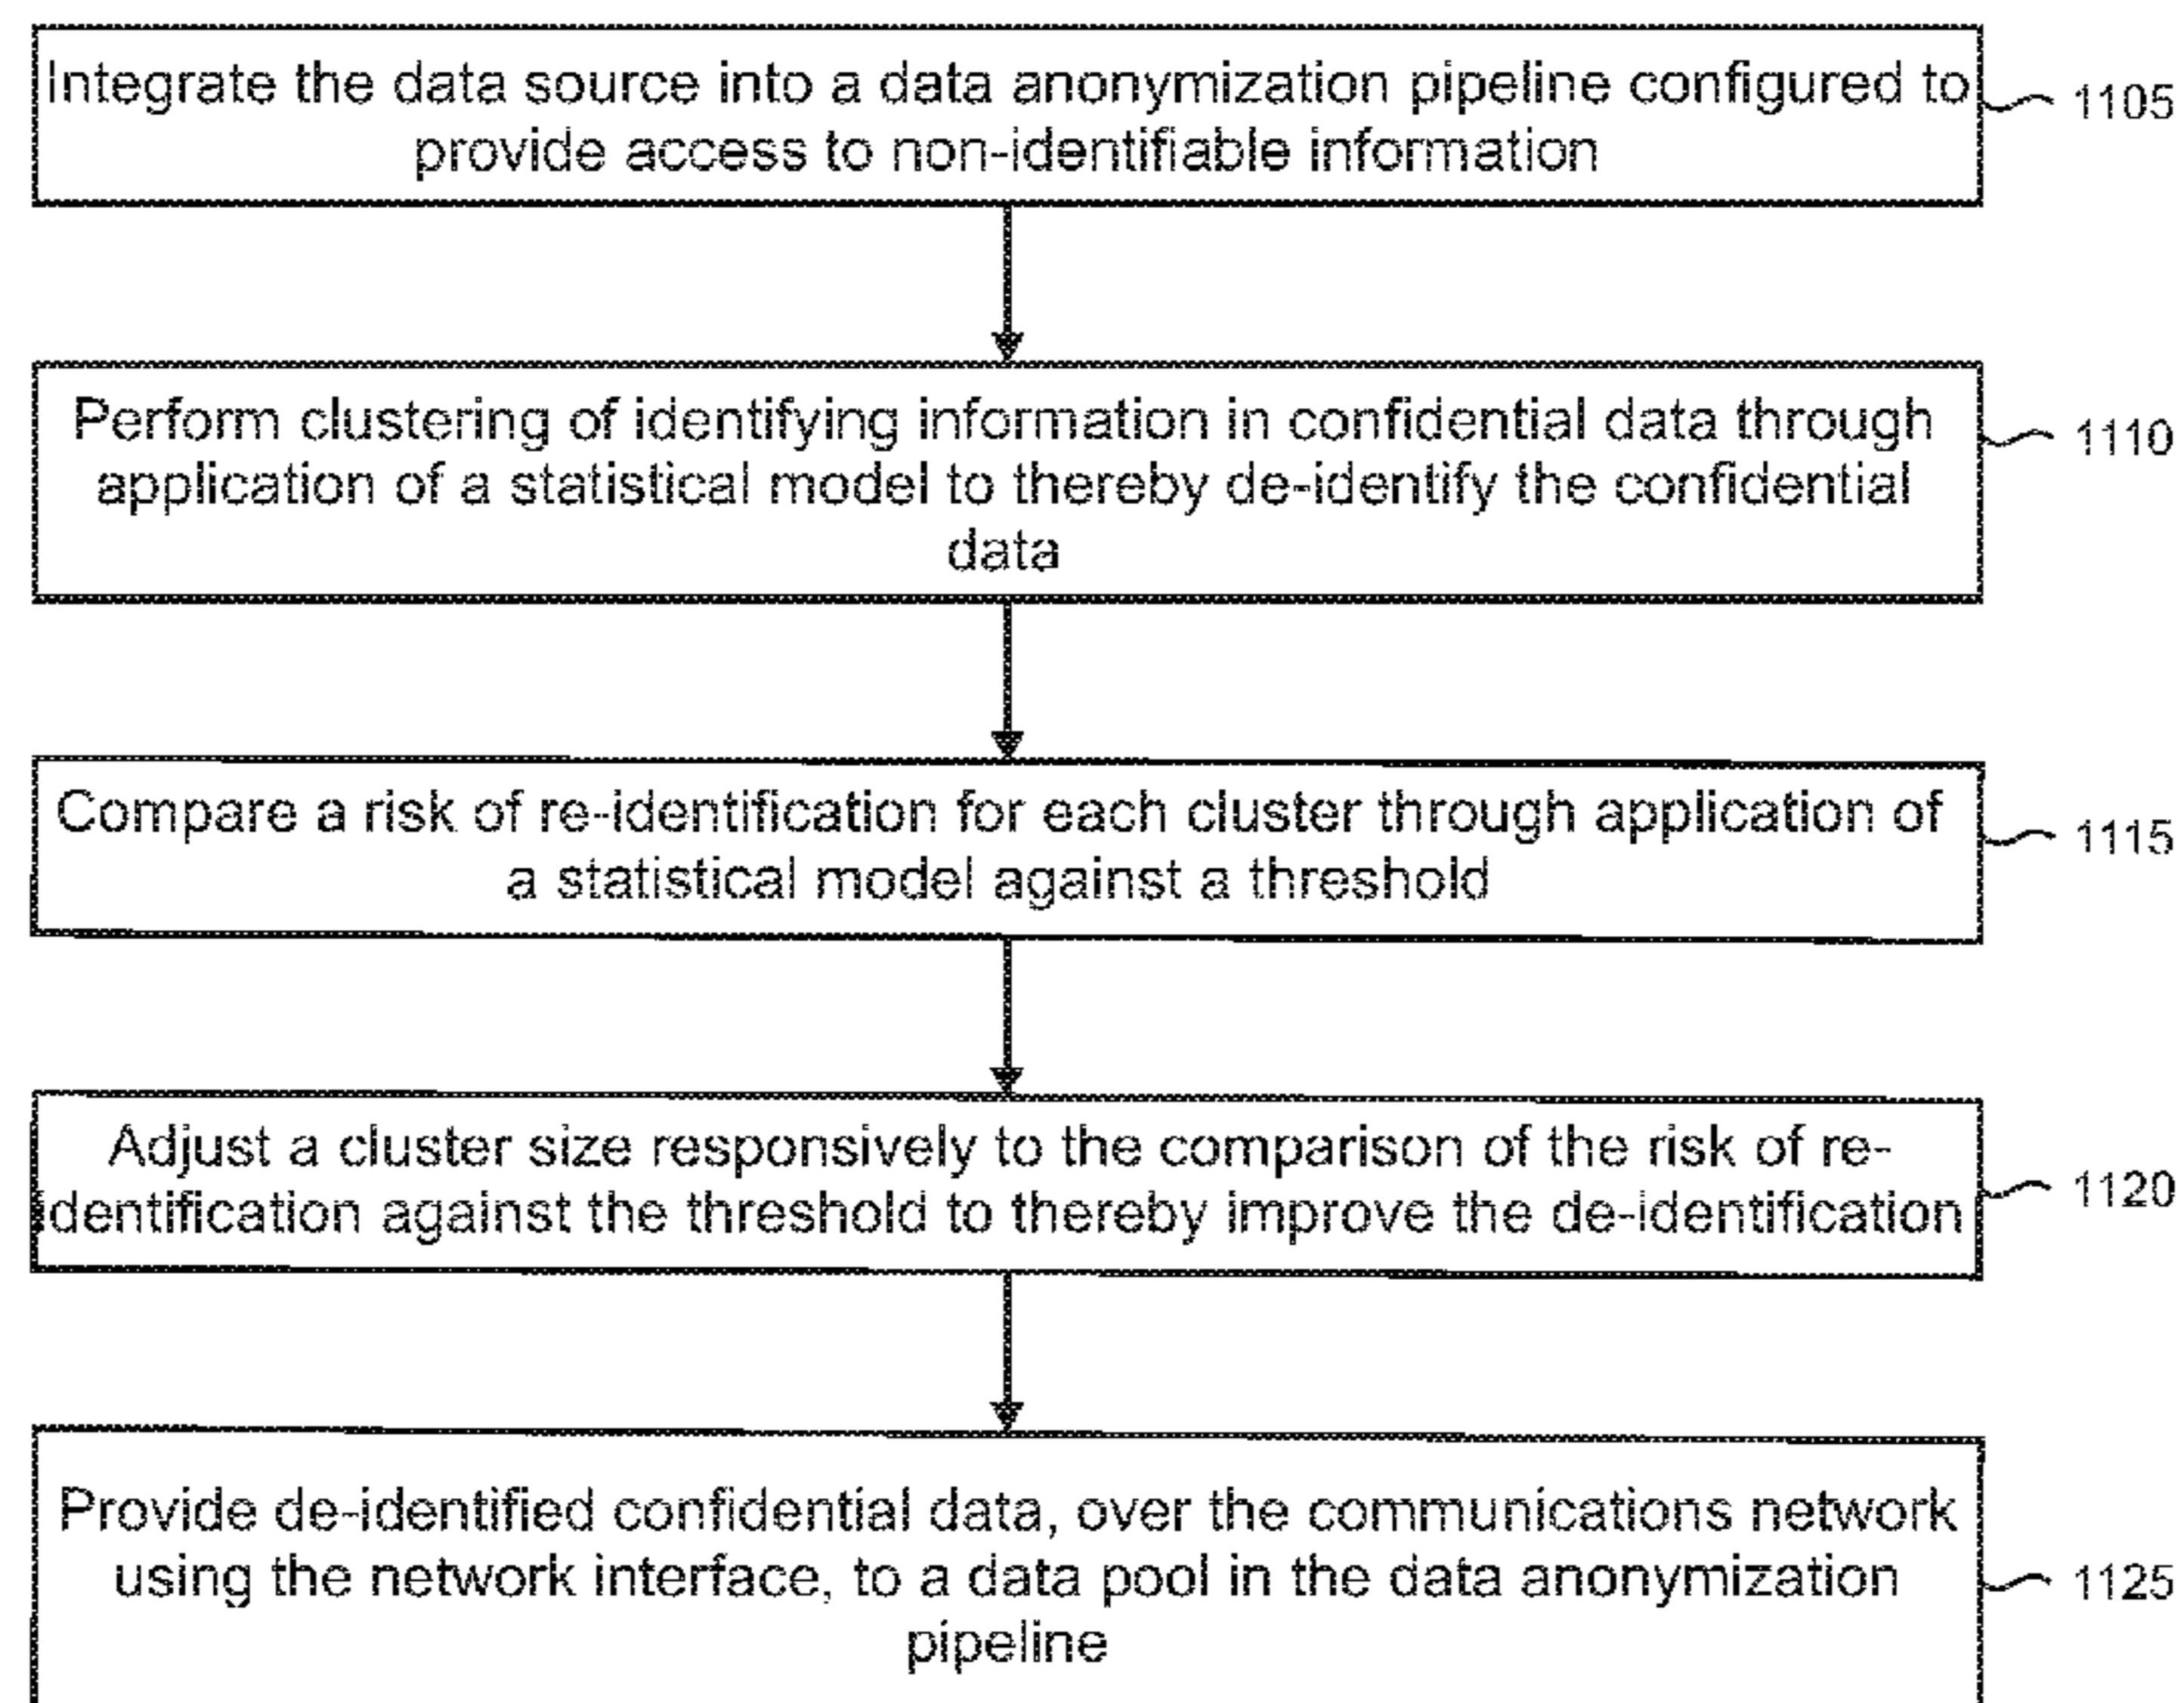 Integrate the data source into a data anonymization pipeline configured to
1105
provide access to non-identifiable information
Perform clustering of identifying information in confidential data through
1110
application of a statistical model to thereby de-identify the confidential
data
Compare a risk of re-identification for each cluster through application of
1115
a statistical model against a threshold
Adjust a cluster size responsively to the comparison of the risk of re-
1120
identification against the threshold to thereby improve the de-identification
Provide de-identified confidential data, over the communications network
using the network interface, to a data pool in the data anonymization
1125
pipeline